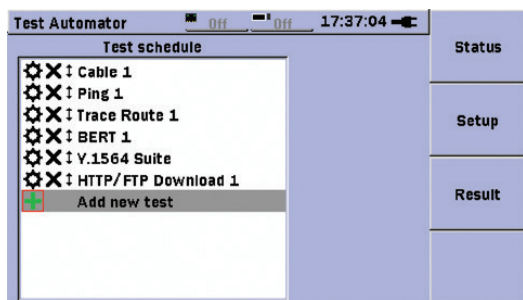 Test Automator Off Off 17:37:04
Test schedule
Cable 1
Ping 1
Trace Route 1
BERT 1
Y.1564 Suite
HTTP/FTP Download 1
Add new test
Status
Setup
Result